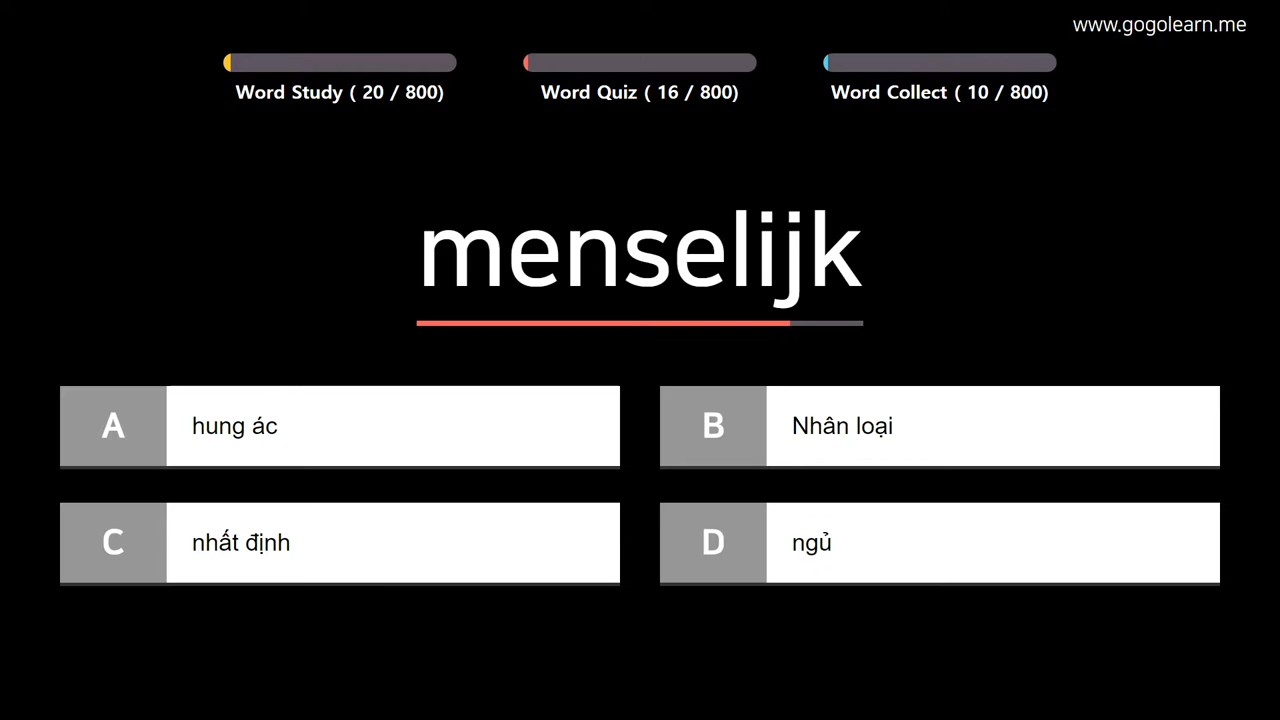 www.gogolearn.me
Word Study ( 20 / 800)
Word Quiz ( 16 / 800)
Word Collect ( 10 / 800)
menselijk
A hung ác
B Nhân loại
C nhất định
D ngủ